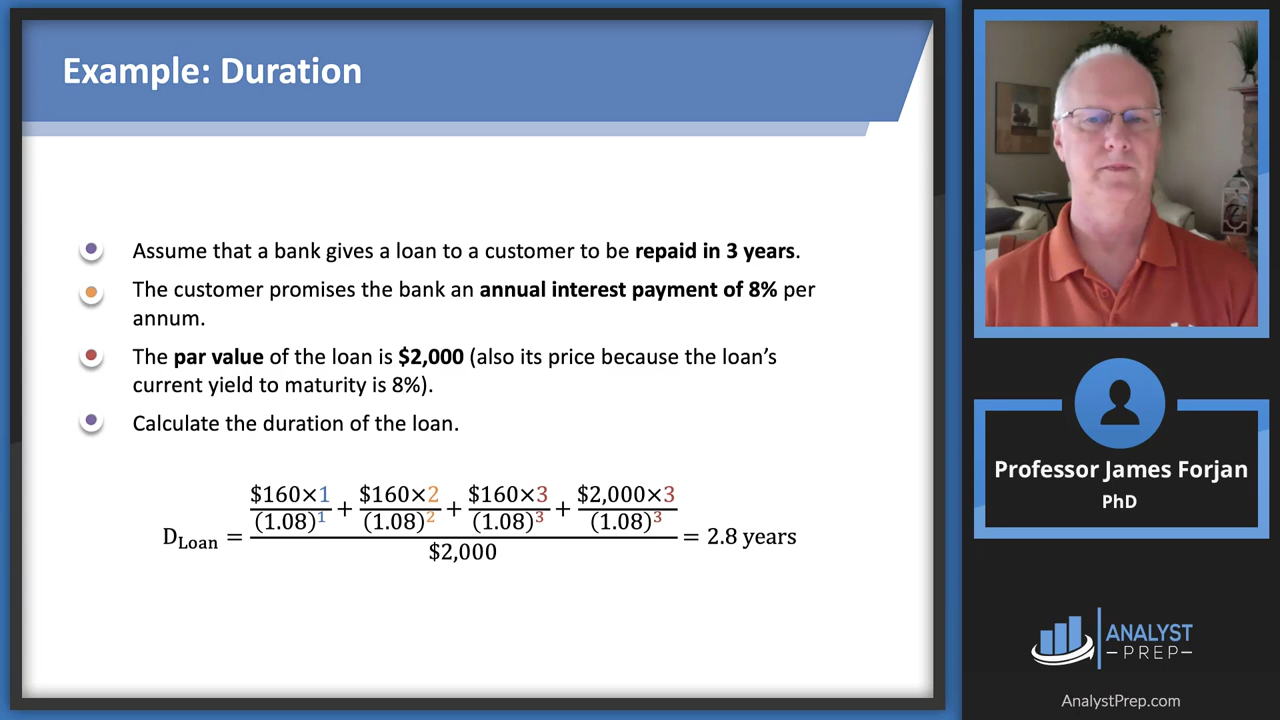 Example: Duration
Assume that a bank gives a loan to a customer to be repaid in 3 years.
The customer promises the bank an annual interest payment of 8% per
annum.
The par value of the loan is $2,000 (also its price because the loan’s
current yield to maturity is 8%).
Calculate the duration of the loan.
$160×1 + $160×2 + $160×3 + $2,000×3
(1.08)¹ (1.08)² (1.08)³ (1.08)³
D_Loan = = 2.8 years
$2,000
Professor James Forjan
PhD
ANALYST
–PREP–
AnalystPrep.com